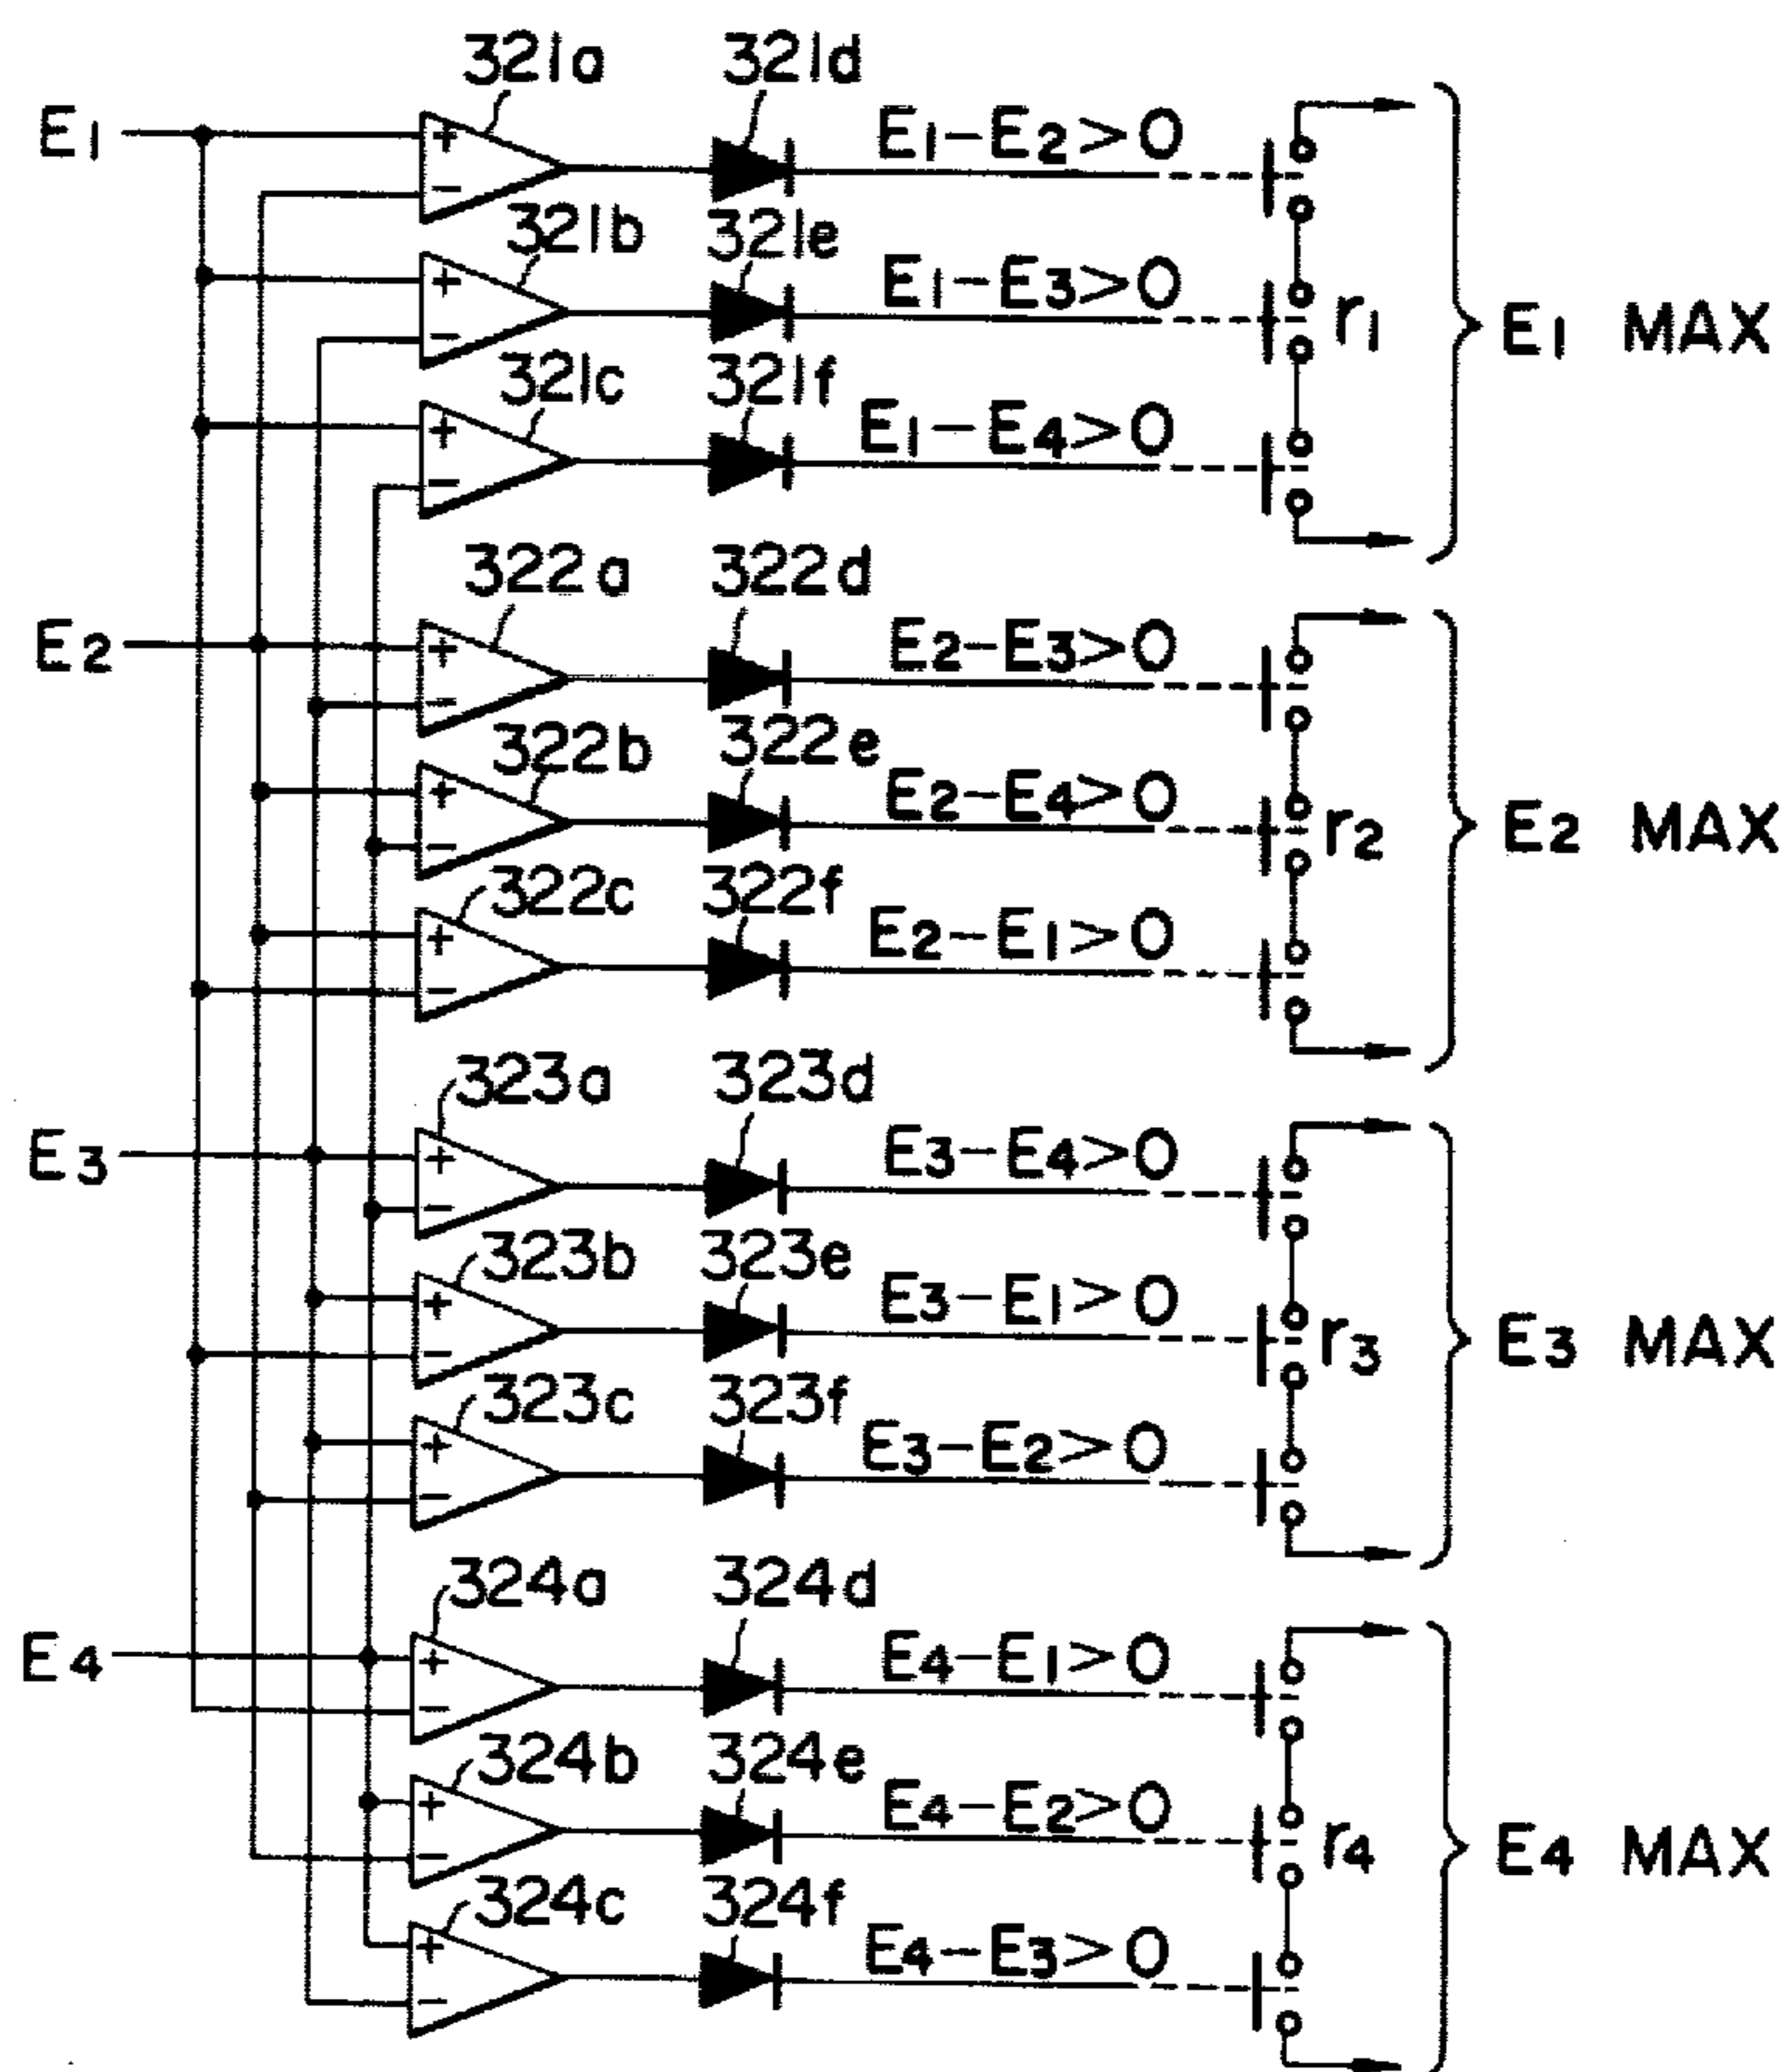 321a 321d
E1 + E1-E2>0
-
321b 321e
+ E1-E3>0
- r1 E1 MAX
321c 321f
+ E1-E4>0
-
322a 322d
E2 + E2-E3>0
-
322b 322e
+ E2-E4>0
- r2 E2 MAX
322c 322f
+ E2-E1>0
-
323a 323d
E3 + E3-E4>0
-
323b 323e
+ E3-E1>0
- r3 E3 MAX
323c 323f
+ E3-E2>0
-
324a 324d
E4 + E4-E1>0
-
324b 324e
+ E4-E2>0
- r4 E4 MAX
324c 324f
+ E4-E3>0
-